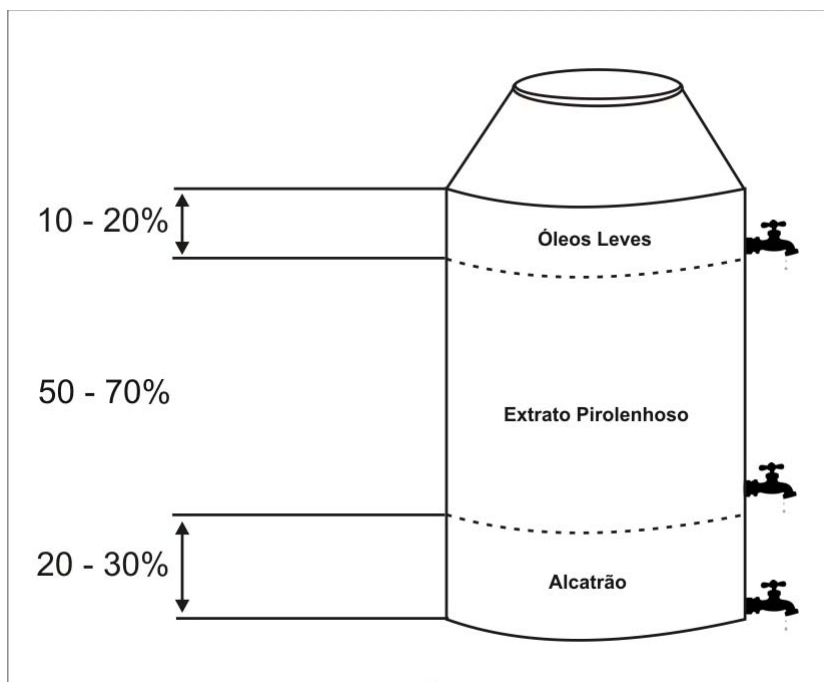 10 - 20%
Óleos Leves
50 - 70%
Extrato Pirolenhoso
20 - 30%
Alcatrão